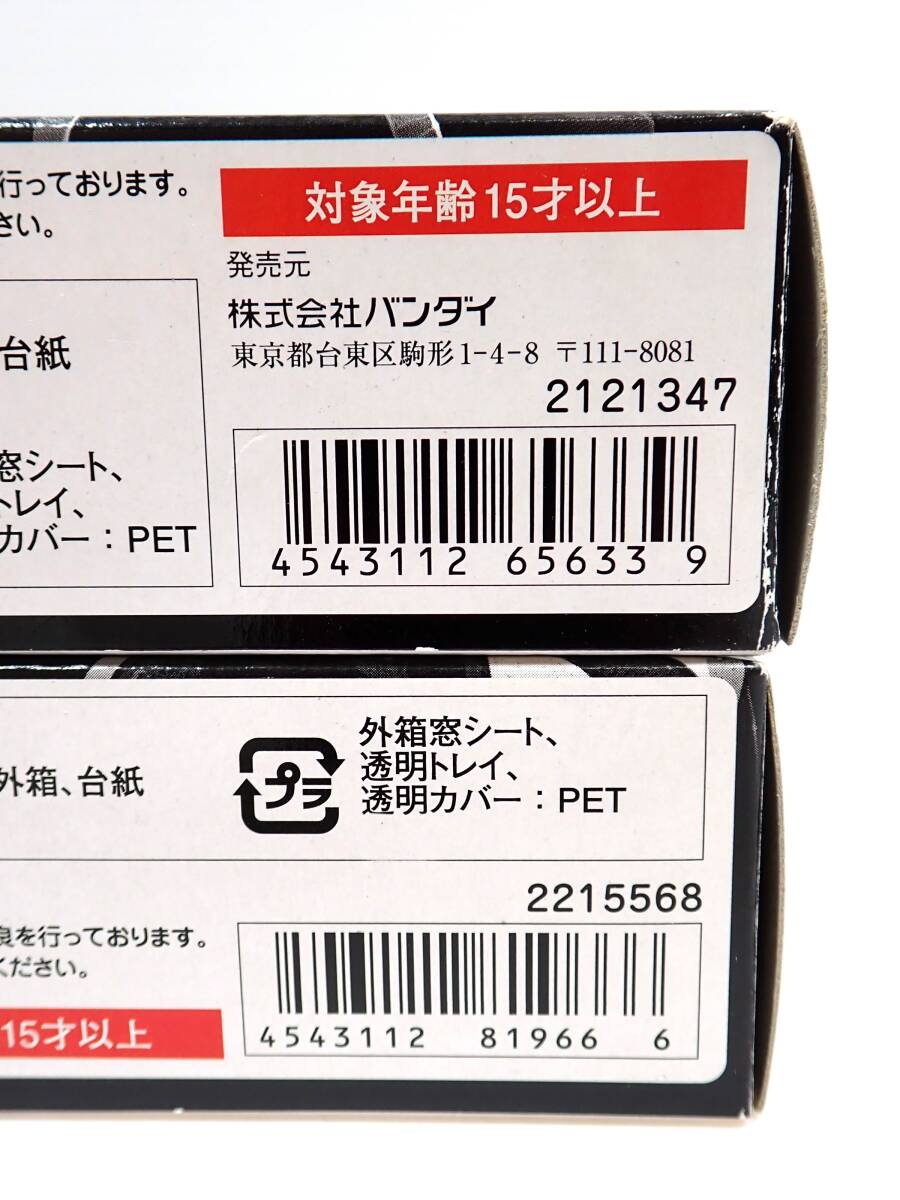 行っております。
さい。
台紙
窓シート、
トレイ、
カバー：PET
対象年齢15才以上
発売元
株式会社バンダイ
東京都台東区駒形1-4-8 〒111-8081
2121347
4543112 65633 9
外箱、台紙
プラ
外箱窓シート、
透明トレイ、
透明カバー：PET
良を行っております。
ください。
15才以上
2215568
4543112 81966 6